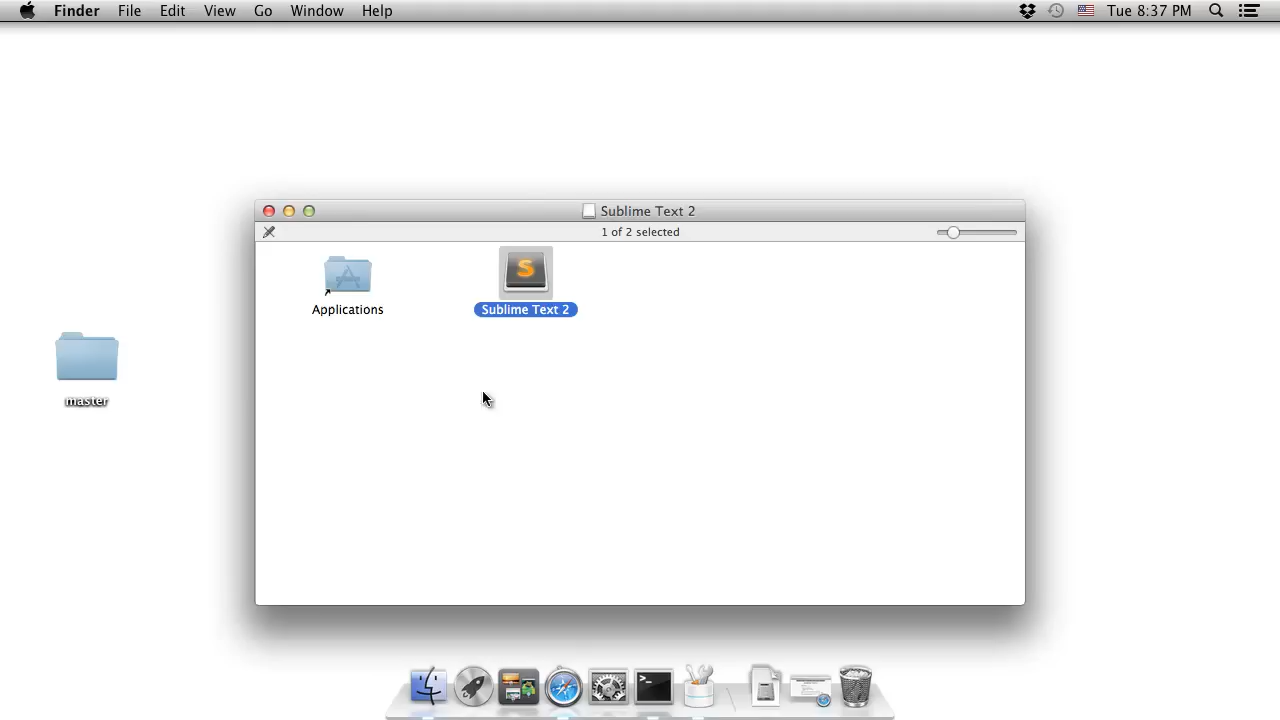 Finder File Edit View Go Window Help Tue 8:37 PM
Sublime Text 2
1 of 2 selected
S
Applications
Sublime Text 2
master
>_